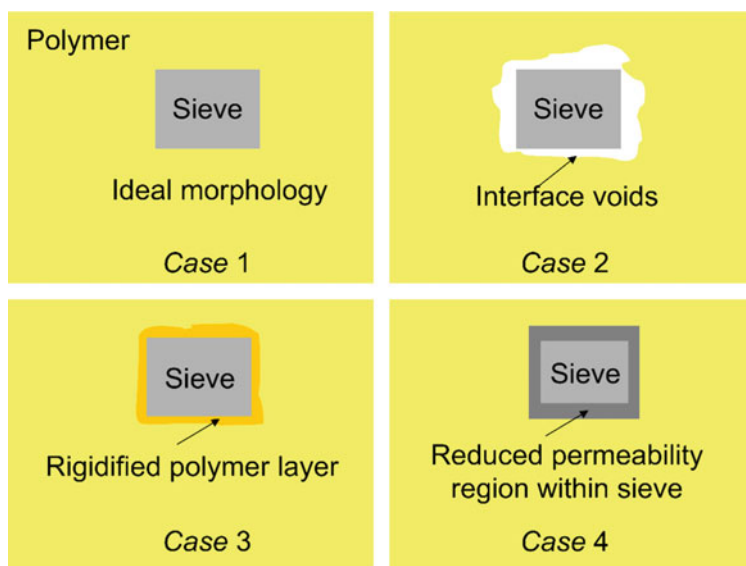 Polymer
Sieve
Ideal morphology
Case 1
Sieve
Interface voids
Case 2
Sieve
Rigidified polymer layer
Case 3
Sieve
Reduced permeability
region within sieve
Case 4